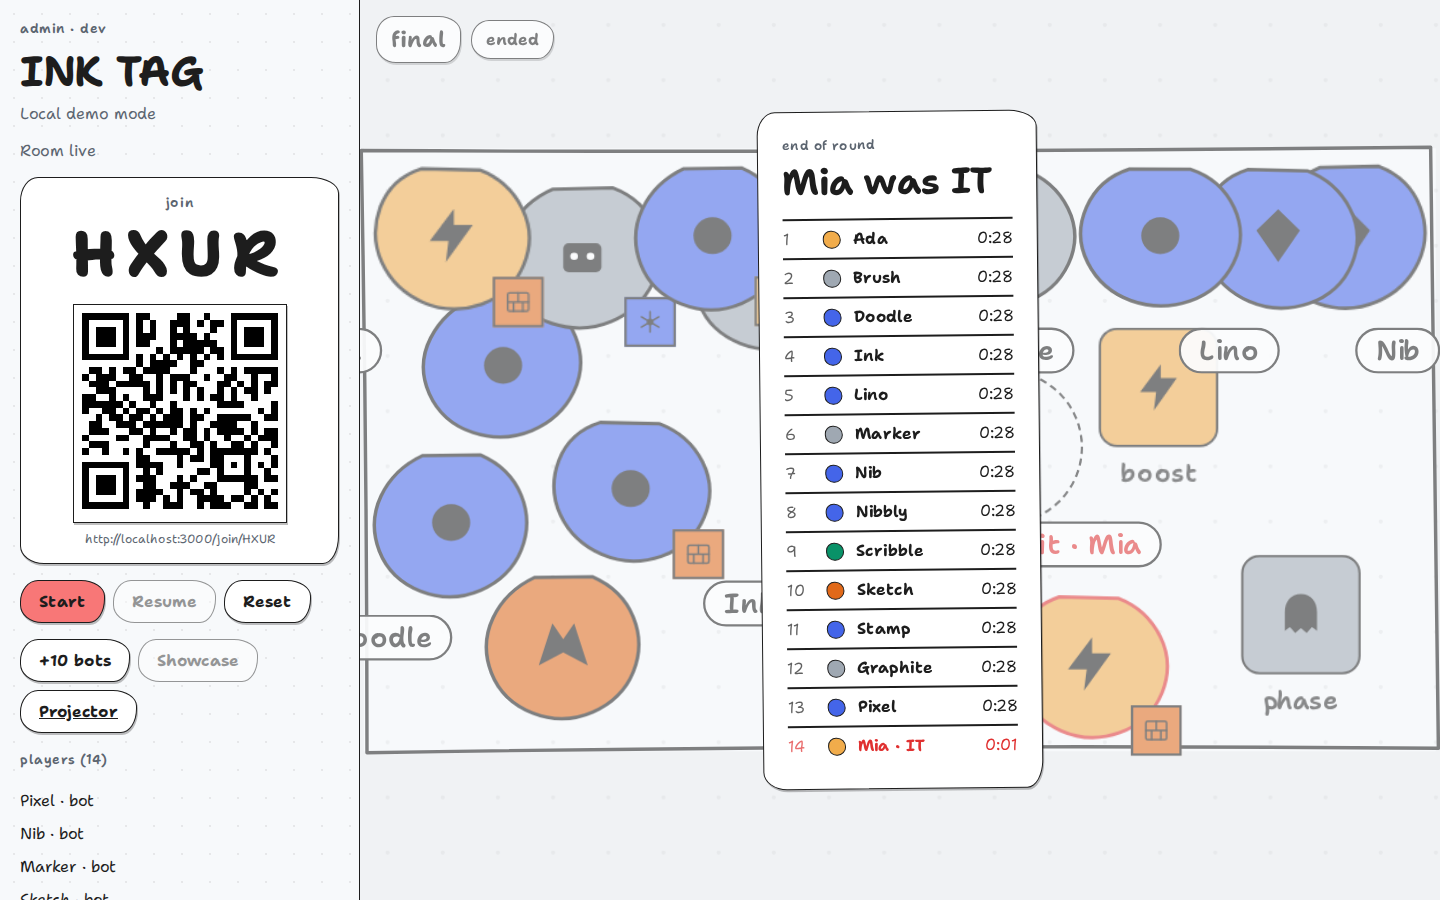 admin · dev
INK TAG
Local demo mode
Room live
join
HXUR
http://localhost:3000/join/HXUR
Start
Resume
Reset
+10 bots
Showcase
Projector
players (14)
Pixel · bot
Nib · bot
Marker · bot
Sketch · bot
final
ended
end of round
Mia was IT
1 Ada 0:28
2 Brush 0:28
3 Doodle 0:28
4 Ink 0:28
5 Lino 0:28
6 Marker 0:28
7 Nib 0:28
8 Nibbly 0:28
9 Scribble 0:28
10 Sketch 0:28
11 Stamp 0:28
12 Graphite 0:28
13 Pixel 0:28
14 Mia · IT 0:01
Lino
Nib
boost
it · Mia
oodle
phase